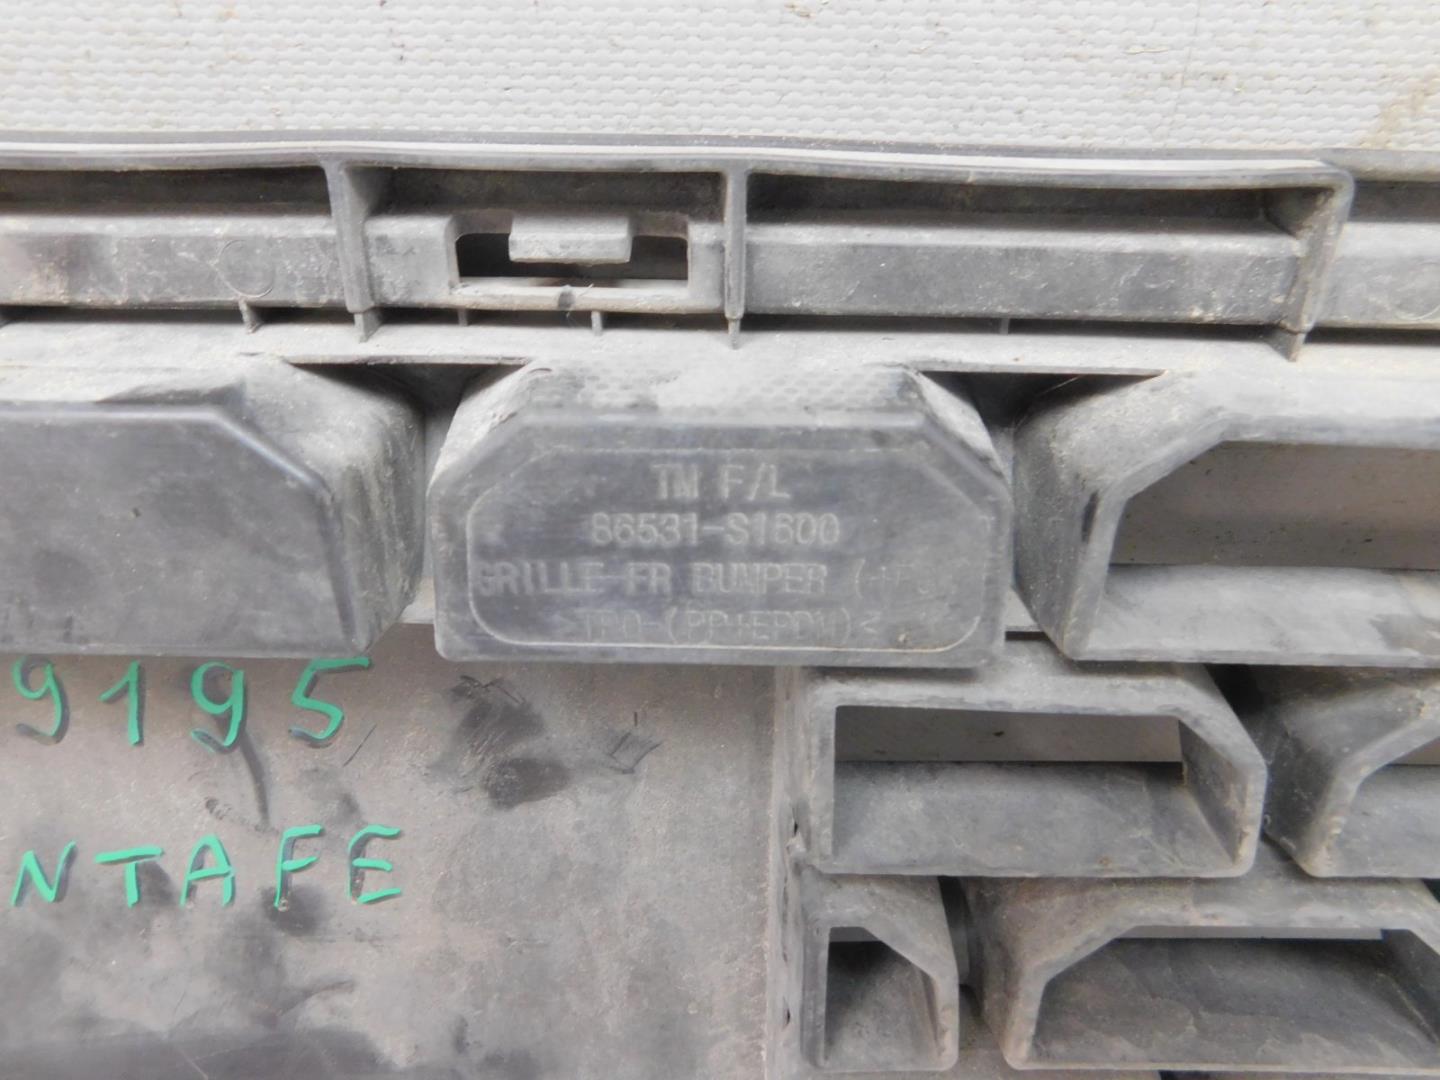 TM F/L
86531-S1600
GRILLE-FR BUMPER
>TPO-(PP+EPDM)<
9195
NTAFE